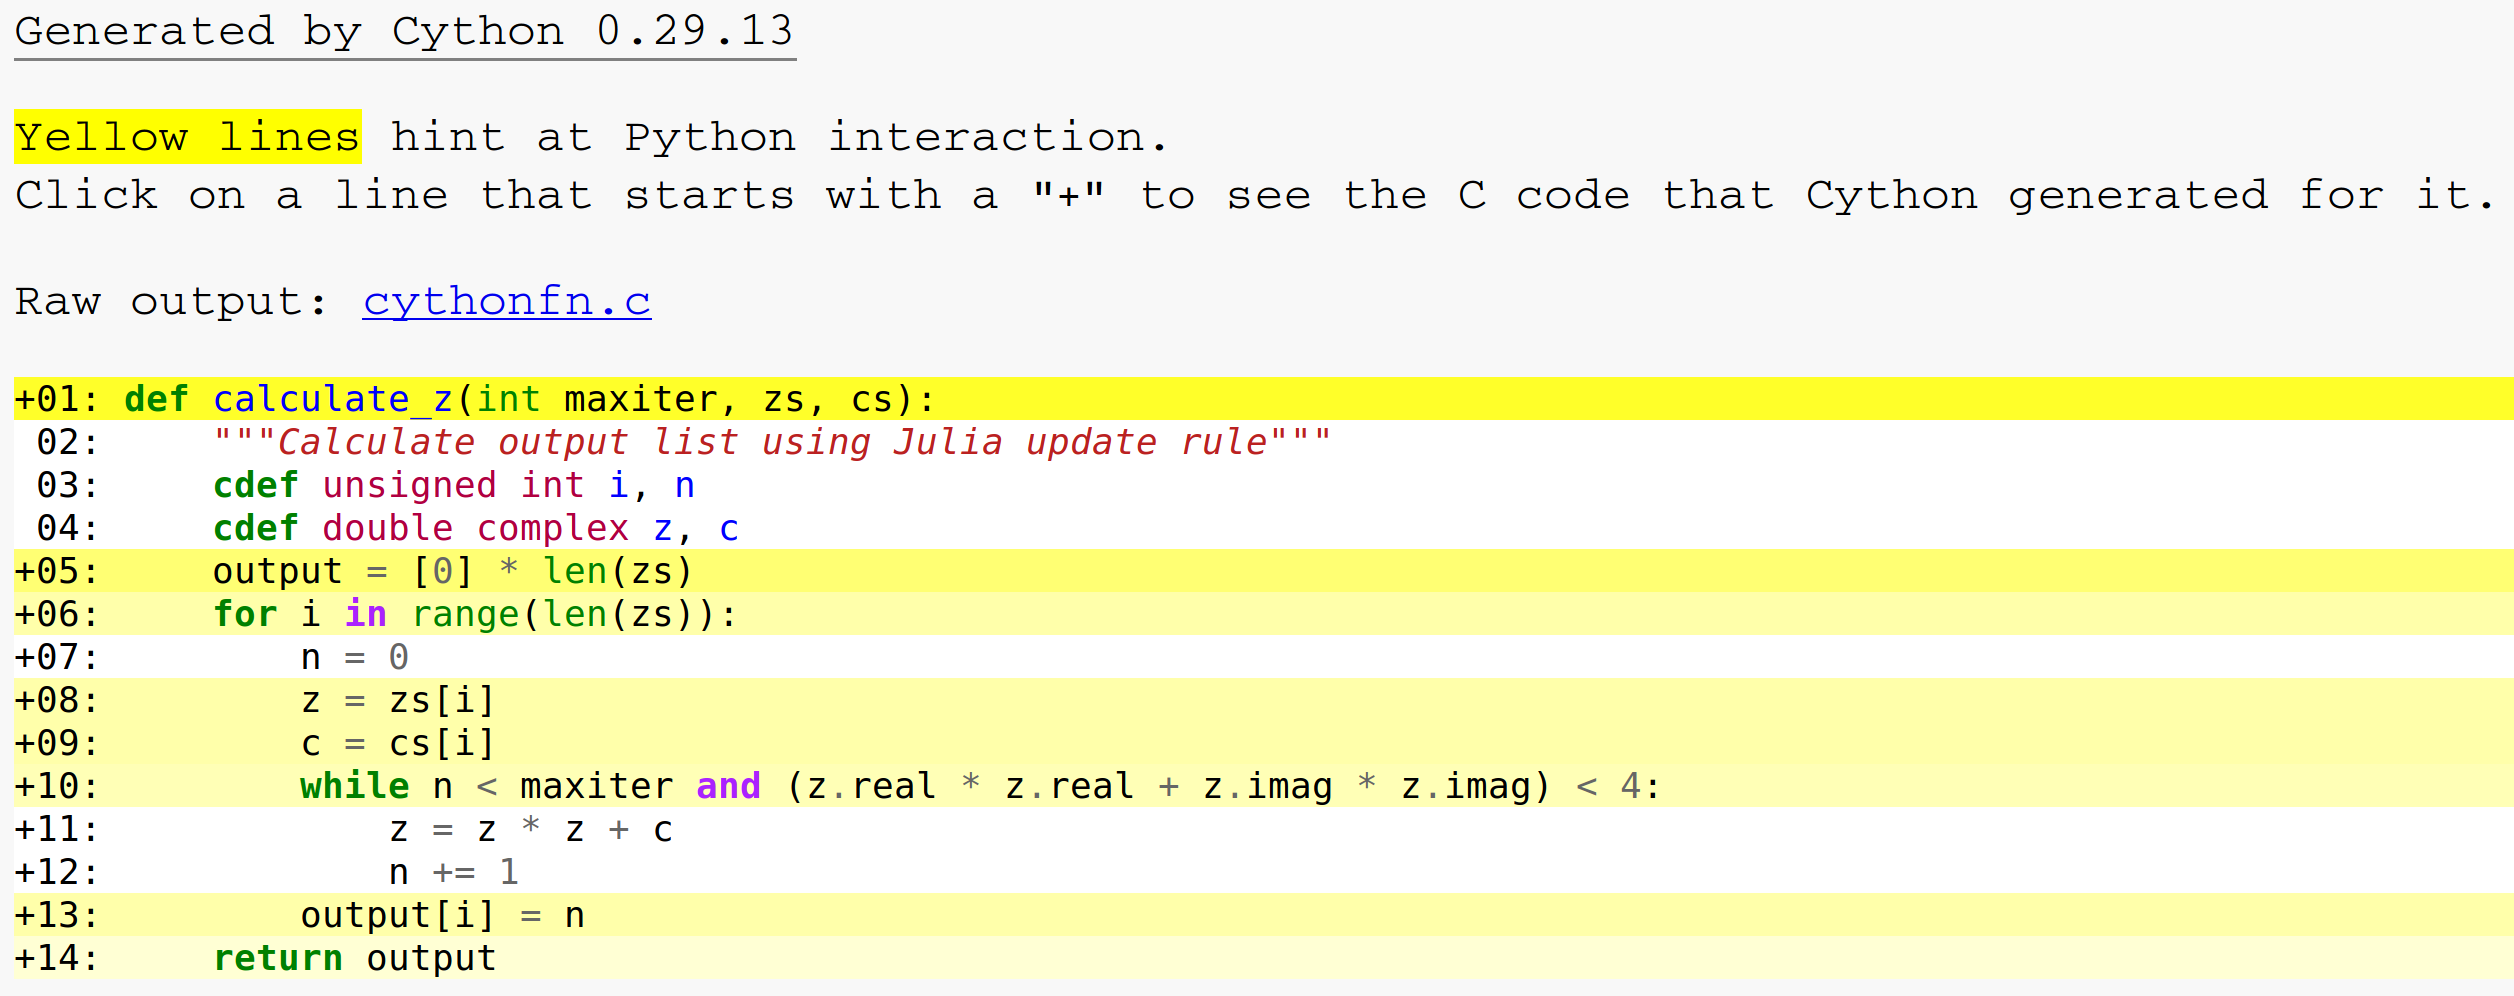 Generated by Cython 0.29.13
Yellow lines hint at Python interaction.
Click on a line that starts with a "+" to see the C code that Cython generated for it.
Raw output: cythonfn.c
+01: def calculate_z(int maxiter, zs, cs):
 02:     """Calculate output list using Julia update rule"""
 03:     cdef unsigned int i, n
 04:     cdef double complex z, c
+05:     output = [0] * len(zs)
+06:     for i in range(len(zs)):
+07:         n = 0
+08:         z = zs[i]
+09:         c = cs[i]
+10:         while n < maxiter and (z.real * z.real + z.imag * z.imag) < 4:
+11:             z = z * z + c
+12:             n += 1
+13:         output[i] = n
+14:     return output